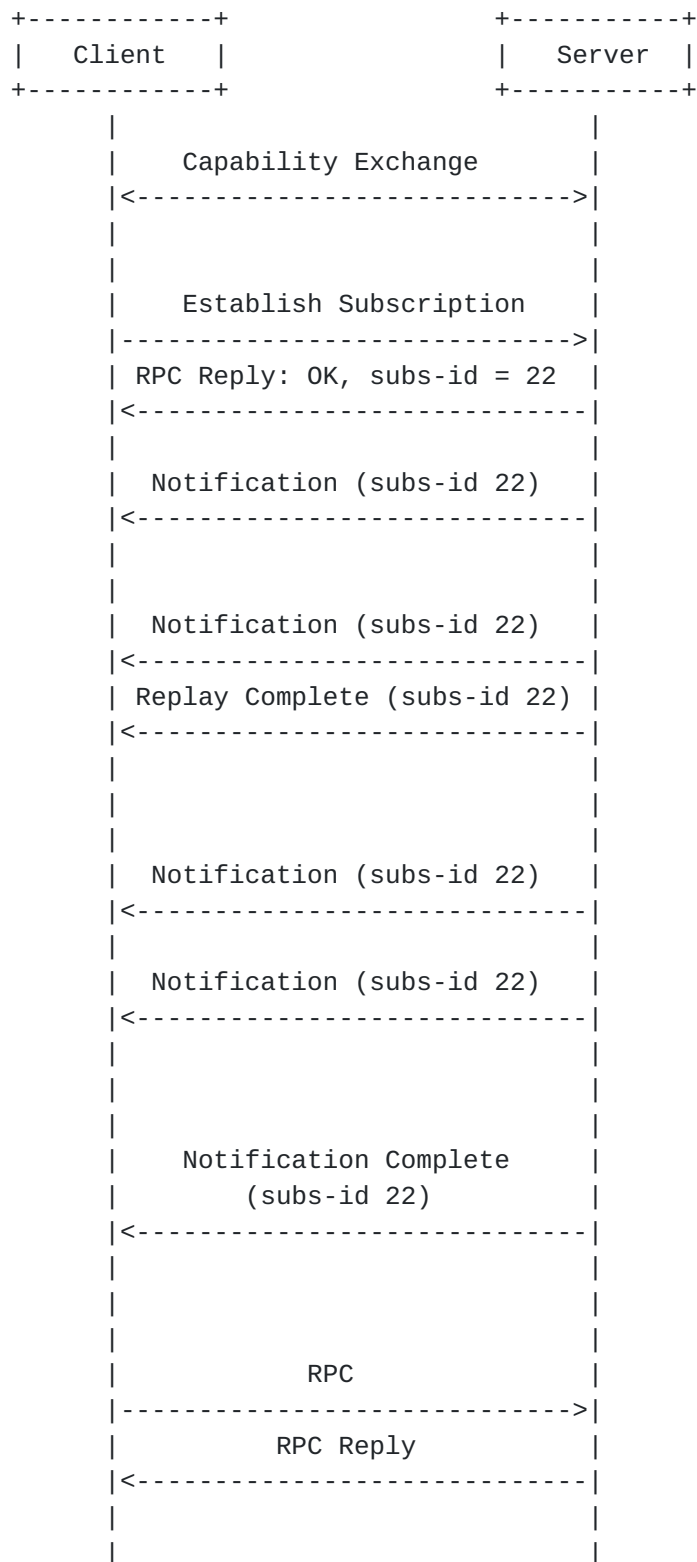 Client Server
Capability Exchange
Establish Subscription
RPC Reply: OK, subs-id = 22
Notification (subs-id 22)
Notification (subs-id 22)
Replay Complete (subs-id 22)
Notification (subs-id 22)
Notification (subs-id 22)
Notification Complete
(subs-id 22)
RPC
RPC Reply